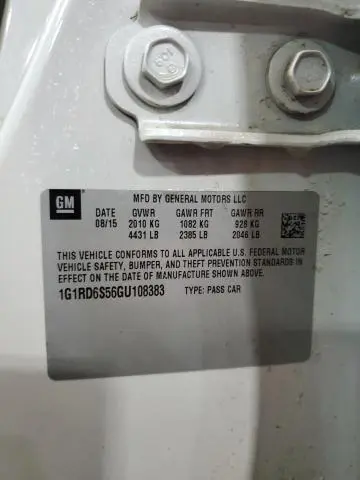 GM
MFD BY GENERAL MOTORS LLC
DATE GVWR GAWR FRT GAWR RR
08/15 2010 KG 1082 KG 928 KG
4431 LB 2385 LB 2046 LB
THIS VEHICLE CONFORMS TO ALL APPLICABLE U.S. FEDERAL MOTOR
VEHICLE SAFETY, BUMPER, AND THEFT PREVENTION STANDARDS IN
EFFECT ON THE DATE OF MANUFACTURE SHOWN ABOVE.
1G1RD6S56GU108383 TYPE: PASS CAR